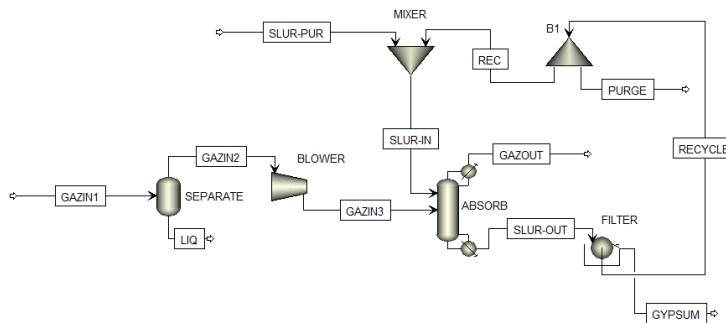 MIXER
B1
SLUR-PUR
REC
PURGE
SLUR-IN
RECYCLE
GAZIN2
BLOWER
GAZOUT
GAZIN1
SEPARATE
GAZIN3
ABSORB
LIQ
SLUR-OUT
FILTER
GYPSUM